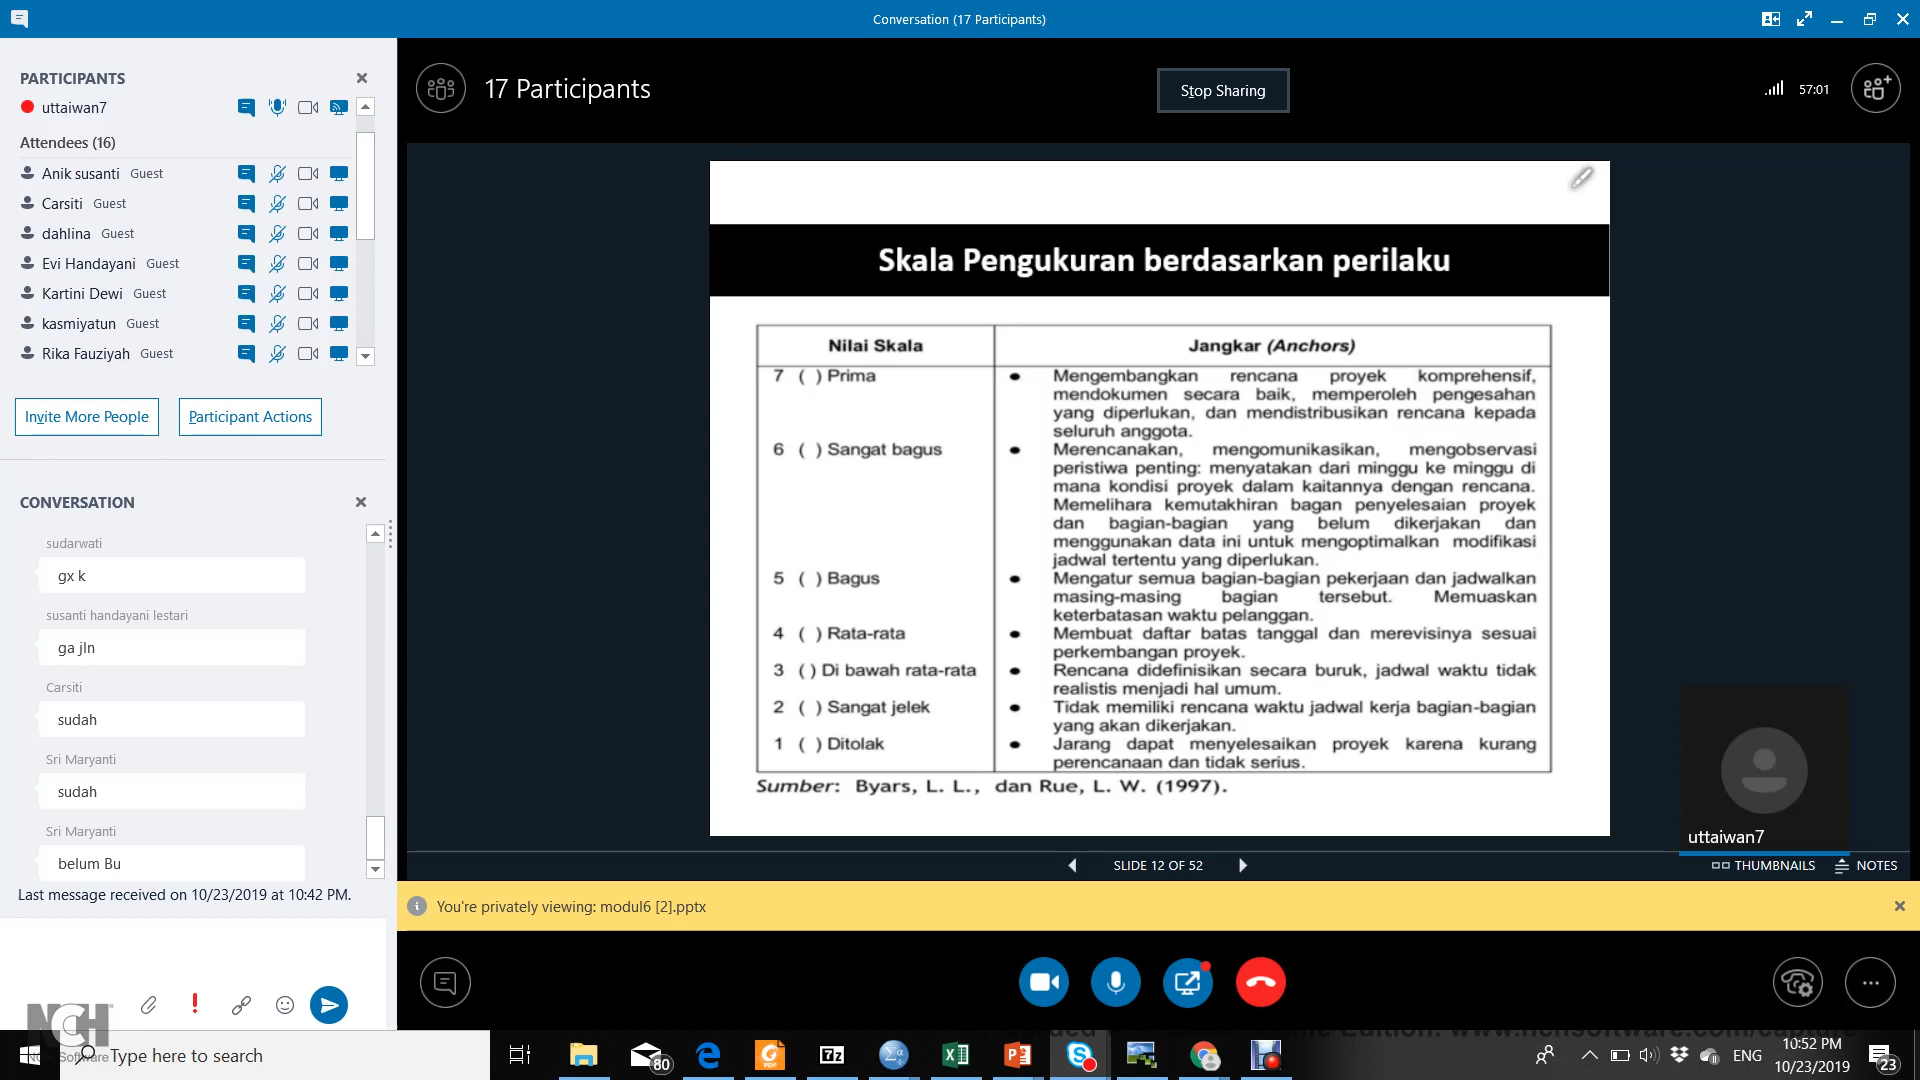 Conversation (17 Participants)
PARTICIPANTS
uttaiwan7
Attendees (16)
Anik susanti Guest
Carsiti Guest
dahlina Guest
Evi Handayani Guest
Kartini Dewi Guest
kasmiyatun Guest
Rika Fauziyah Guest
Invite More People
Participant Actions
CONVERSATION
sudarwati
gx k
susanti handayani lestari
ga jln
Carsiti
sudah
Sri Maryanti
sudah
Sri Maryanti
belum Bu
Last message received on 10/23/2019 at 10:42 PM.
17 Participants
Stop Sharing
57:01
Skala Pengukuran berdasarkan perilaku
Nilai Skala
Jangkar (Anchors)
7 ( ) Prima
● Mengembangkan rencana proyek komprehensif,
mendokumen secara baik, memperoleh pengesahan
yang diperlukan, dan mendistribusikan rencana kepada
seluruh anggota.
6 ( ) Sangat bagus
● Merencanakan, mengomunikasikan, mengobservasi
peristiwa penting: menyatakan dari minggu ke minggu di
mana kondisi proyek dalam kaitannya dengan rencana.
Memelihara kemutakhiran bagan penyelesaian proyek
dan bagian-bagian yang belum dikerjakan dan
menggunakan data ini untuk mengoptimalkan modifikasi
jadwal tertentu yang diperlukan.
5 ( ) Bagus
● Mengatur semua bagian-bagian pekerjaan dan jadwalkan
masing-masing bagian tersebut. Memuaskan
keterbatasan waktu pelanggan.
4 ( ) Rata-rata
● Membuat daftar batas tanggal dan merevisinya sesuai
perkembangan proyek.
3 ( ) Di bawah rata-rata
● Rencana didefinisikan secara buruk, jadwal waktu tidak
realistis menjadi hal umum.
2 ( ) Sangat jelek
● Tidak memiliki rencana waktu jadwal kerja bagian-bagian
yang akan dikerjakan.
1 ( ) Ditolak
● Jarang dapat menyelesaikan proyek karena kurang
perencanaan dan tidak serius.
Sumber: Byars, L. L., dan Rue, L. W. (1997).
uttaiwan7
SLIDE 12 OF 52
THUMBNAILS
NOTES
You're privately viewing: modul6 [2].pptx
NCH
Software
Type here to search
80
ENG
10:52 PM
10/23/2019
23